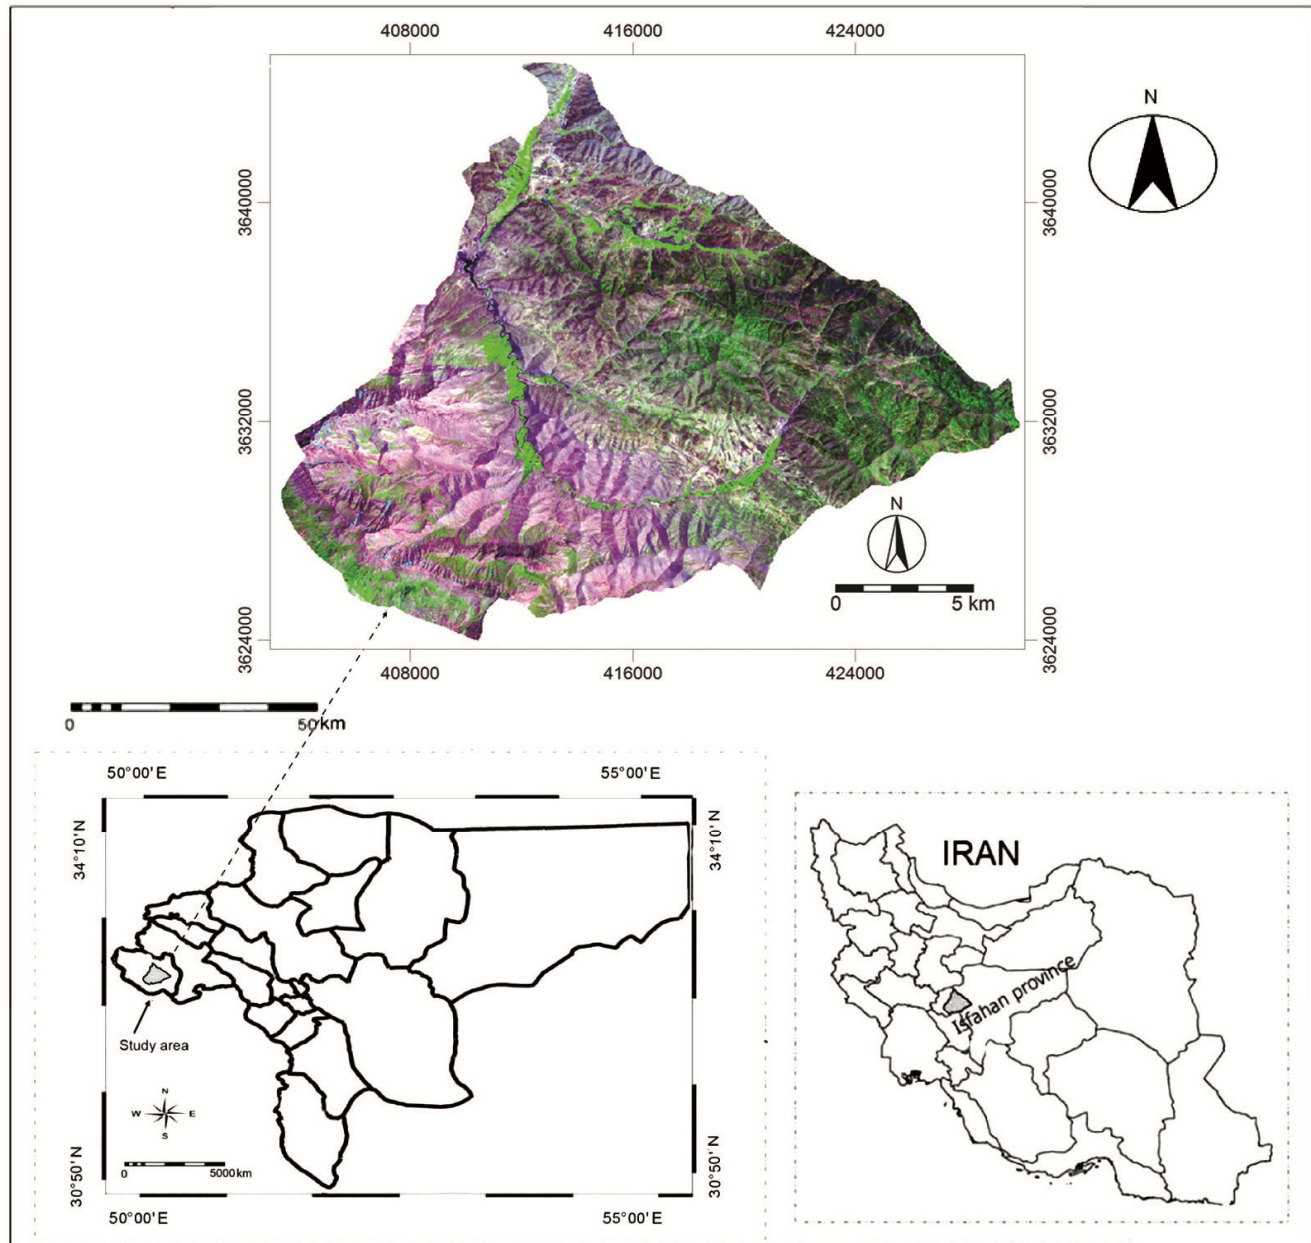 408000
416000
424000
N
3640000
3640000
3632000
3632000
N
0
5 km
3624000
3624000
408000
416000
424000
0
50 km
50°00' E
55°00' E
34°10' N
34°10' N
IRAN
Isfahan province
Study area
N
W
E
S
0
5000 km
30°50' N
30°50' N
50°00' E
55°00' E